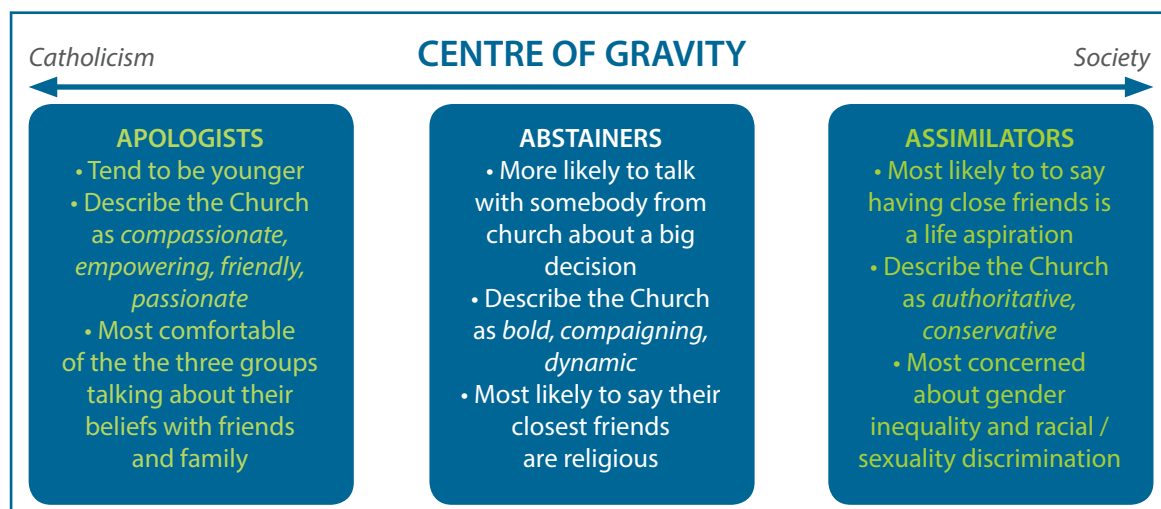 Catholicism
CENTRE OF GRAVITY
Society
APOLOGISTS
• Tend to be younger
• Describe the Church
as compassionate,
empowering, friendly,
passionate
• Most comfortable
of the the three groups
talking about their
beliefs with friends
and family
ABSTAINERS
• More likely to talk
with somebody from
church about a big
decision
• Describe the Church
as bold, compaigning,
dynamic
• Most likely to say their
closest friends
are religious
ASSIMILATORS
• Most likely to to say
having close friends is
a life aspiration
• Describe the Church
as authoritative,
conservative
• Most concerned
about gender
inequality and racial /
sexuality discrimination